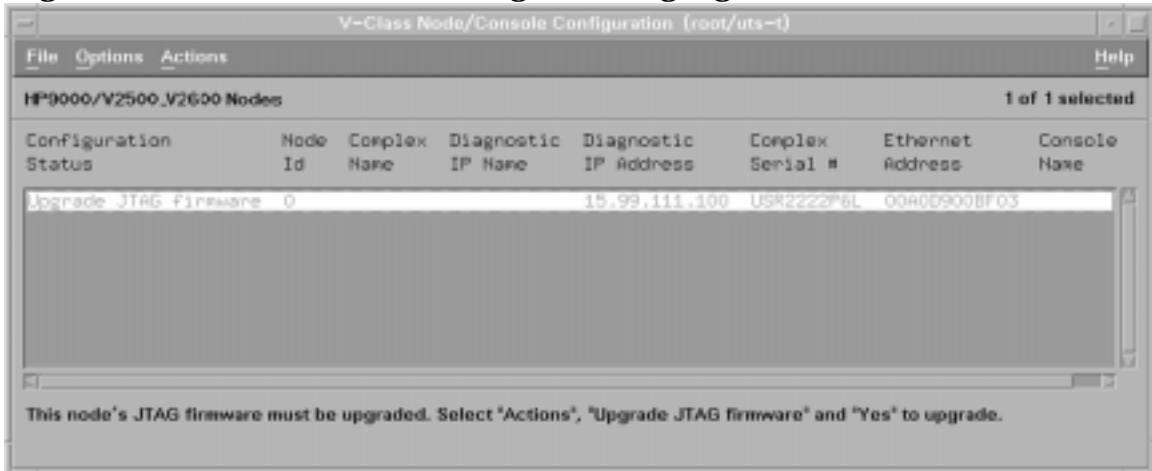 V-Class Node/Console Configuration (root/uts-t)
File Options Actions Help
HP9000/V2500_V2600 Nodes 1 of 1 selected
Configuration Node Complex Diagnostic Diagnostic Complex Ethernet Console
Status Id Name IP Name IP Address Serial # Address Name
Upgrade JTAG firmware 0 15.99.111.100 USR2222P6L 00A0D900BF03
This node's JTAG firmware must be upgraded. Select "Actions", "Upgrade JTAG firmware" and "Yes" to upgrade.